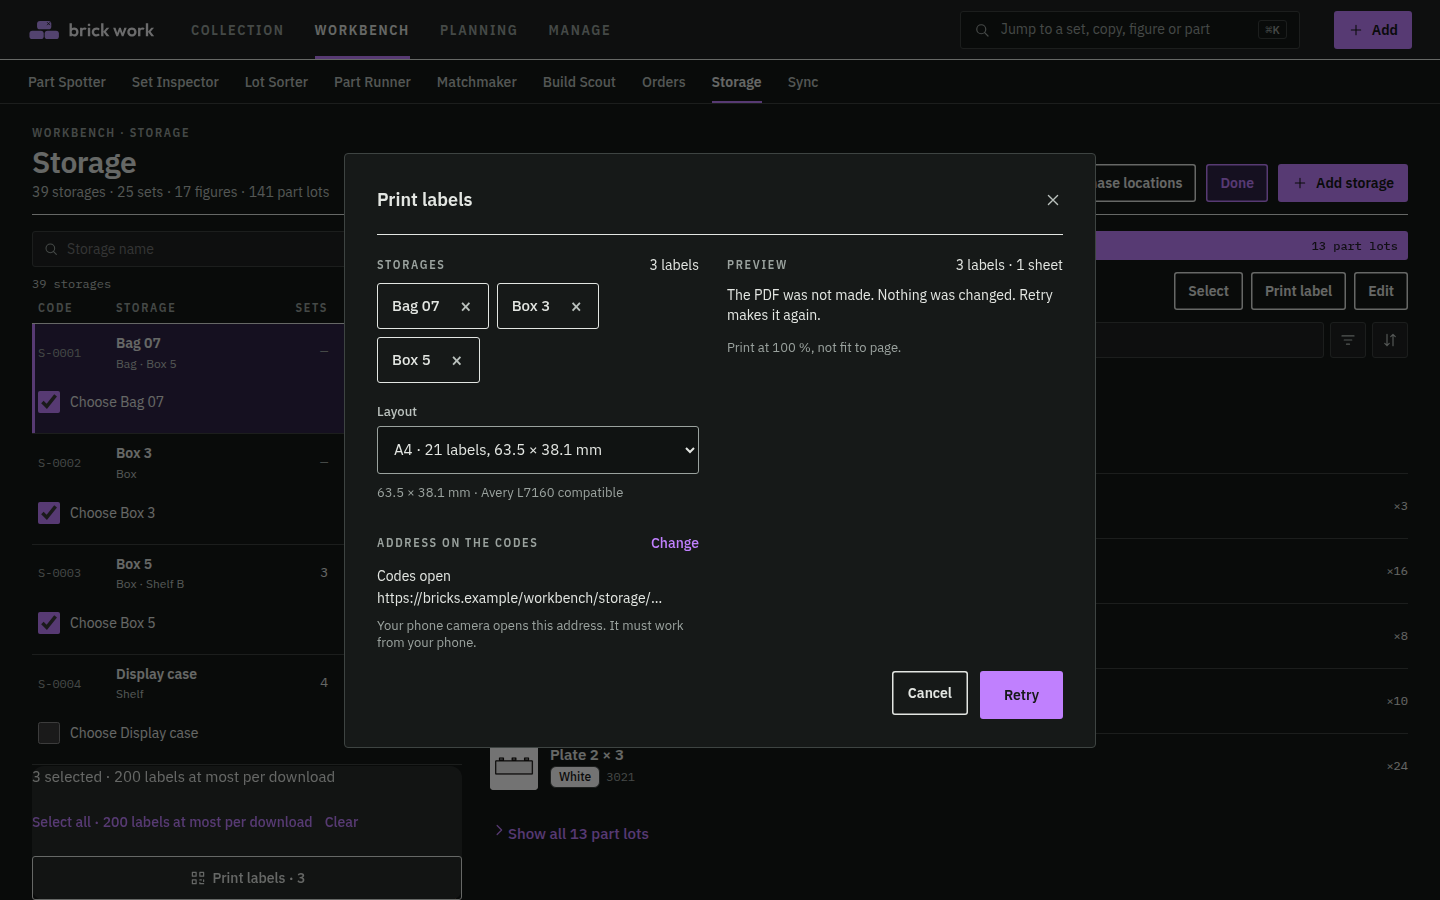 brick work
COLLECTION
WORKBENCH
PLANNING
MANAGE
Jump to a set, copy, figure or part
⌘K
+ Add
Part Spotter
Set Inspector
Lot Sorter
Part Runner
Matchmaker
Build Scout
Orders
Storage
Sync
WORKBENCH · STORAGE
Storage
39 storages · 25 sets · 17 figures · 141 part lots
locations
Done
+ Add storage
Storage name
13 part lots
39 storages
CODE STORAGE SETS
Select
Print label
Edit
S-0001 Bag 07 —
Bag · Box 5
Choose Bag 07
S-0002 Box 3 —
Box
Choose Box 3
S-0003 Box 5 3
Box · Shelf B
Choose Box 5
S-0004 Display case 4
Shelf
Choose Display case
3 selected · 200 labels at most per download
Select all · 200 labels at most per download Clear
Print labels · 3
Print labels
STORAGES 3 labels
Bag 07 ×
Box 3 ×
Box 5 ×
Layout
A4 · 21 labels, 63.5 × 38.1 mm
63.5 × 38.1 mm · Avery L7160 compatible
ADDRESS ON THE CODES Change
Codes open
https://bricks.example/workbench/storage/…
Your phone camera opens this address. It must work
from your phone.
PREVIEW 3 labels · 1 sheet
The PDF was not made. Nothing was changed. Retry
makes it again.
Print at 100 %, not fit to page.
Cancel
Retry
×3
×16
×8
×10
Plate 2 × 3
White 3021
×24
Show all 13 part lots